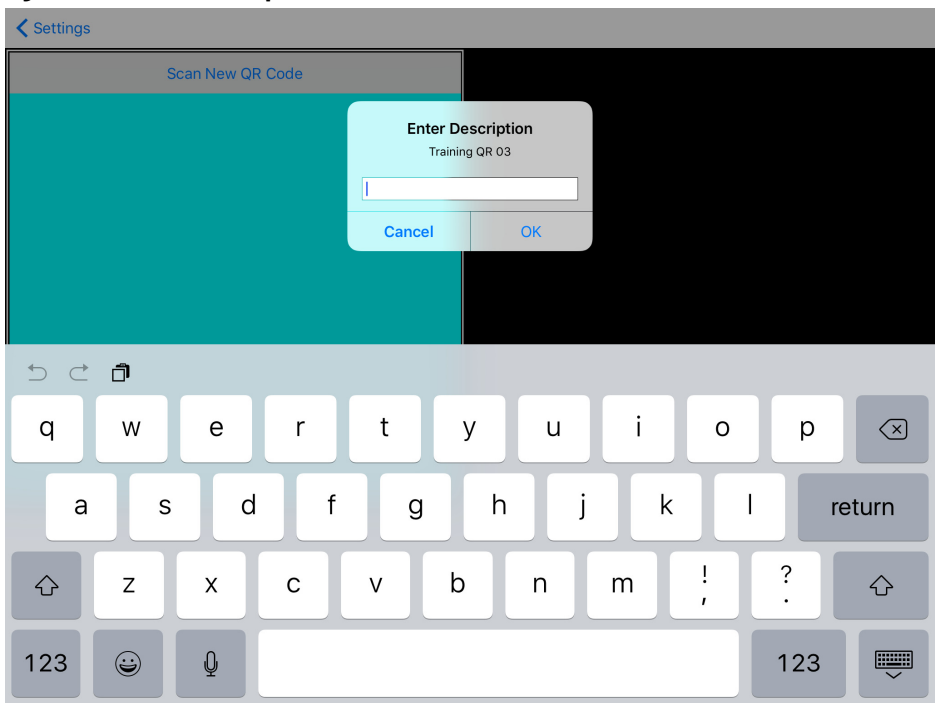 Settings
Scan New QR Code
Enter Description
Training QR 03
Cancel OK
q w e r t y u i o p
a s d f g h j k l return
z x c v b n m ! , ? .
123 123